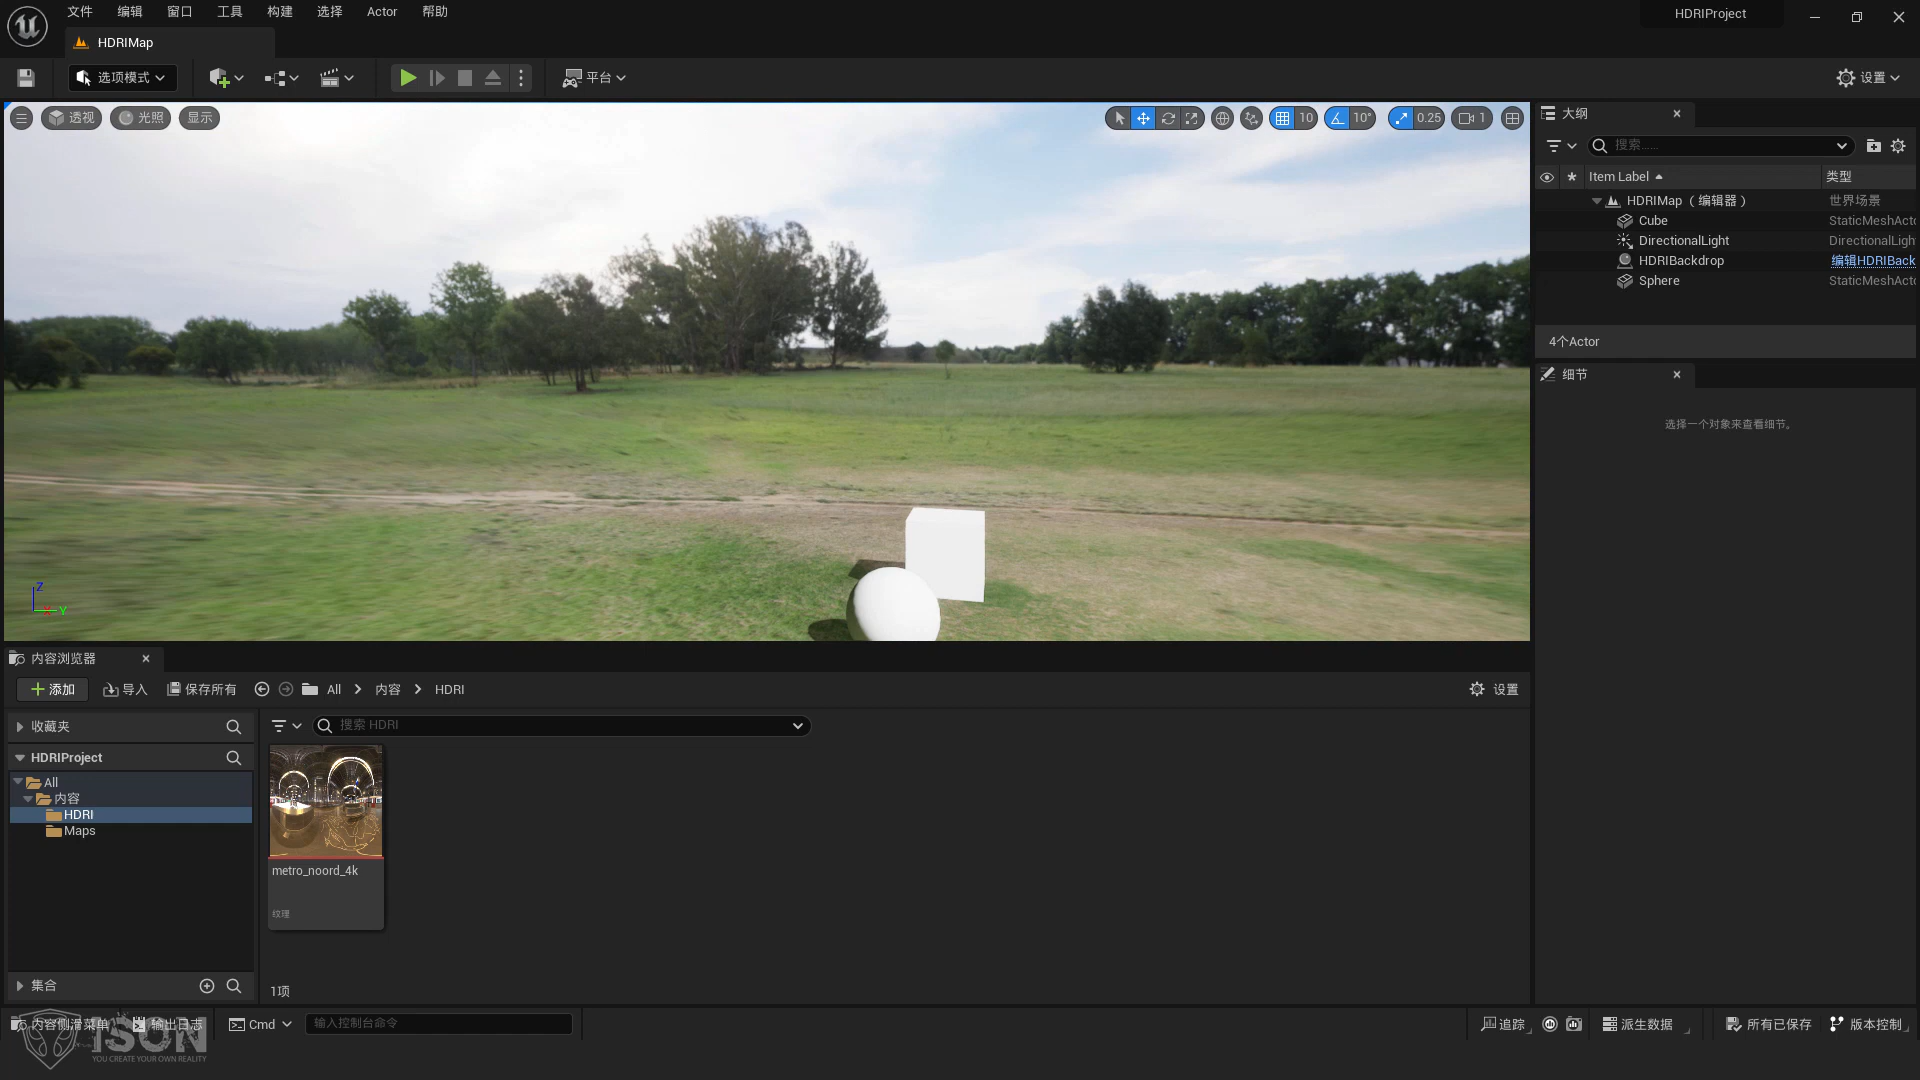 文件 编辑 窗口 工具 构建 选择 Actor 帮助
HDRIProject
HDRIMap
选项模式
平台
设置
透视 光照 显示
10 10° 0.25 1
大纲
搜索......
Item Label 类型
HDRIMap（编辑器） 世界场景
Cube StaticMeshActo
DirectionalLight DirectionalLigh
HDRIBackdrop 编辑HDRIBack
Sphere StaticMeshActo
4个Actor
细节
选择一个对象来查看细节。
Z
X Y
内容浏览器
添加 导入 保存所有 All 内容 HDRI 设置
收藏夹
搜索 HDRI
HDRIProject
All
内容
HDRI
Maps
metro_noord_4k
纹理
集合
1项
内容侧滑菜单 输出日志 Cmd 输入控制台命令
追踪 派生数据 所有已保存 版本控制
ISON
YOU CREATE YOUR OWN REALITY